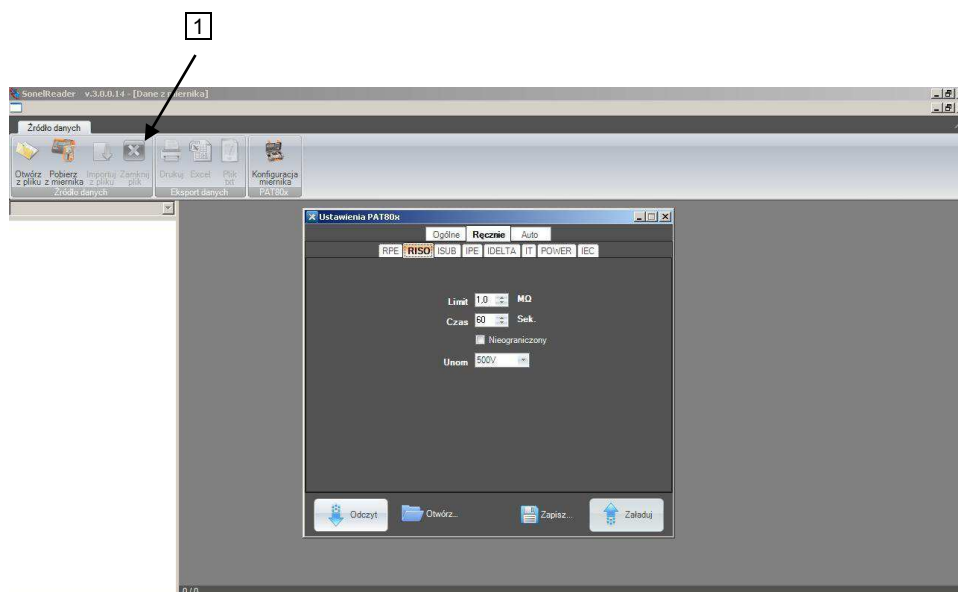 1
SonelReader v.3.0.0.14 - [Dane z miernika]
Źródło danych
Otwórz z pliku
Pobierz z miernika
Importuj z pliku
Zamknij plik
Drukuj
Excel
Plik txt
Konfiguracja miernika
Źródło danych
Eksport danych
PAT80x
Ustawienia PAT80x
Ogólne Ręcznie Auto
RPE RISO ISUB IPE IDELTA IT POWER IEC
Limit 1,0 MΩ
Czas 60 Sek.
Nieograniczony
Unom 500V
Odczyt Otwórz... Zapisz... Załaduj
0 / 0